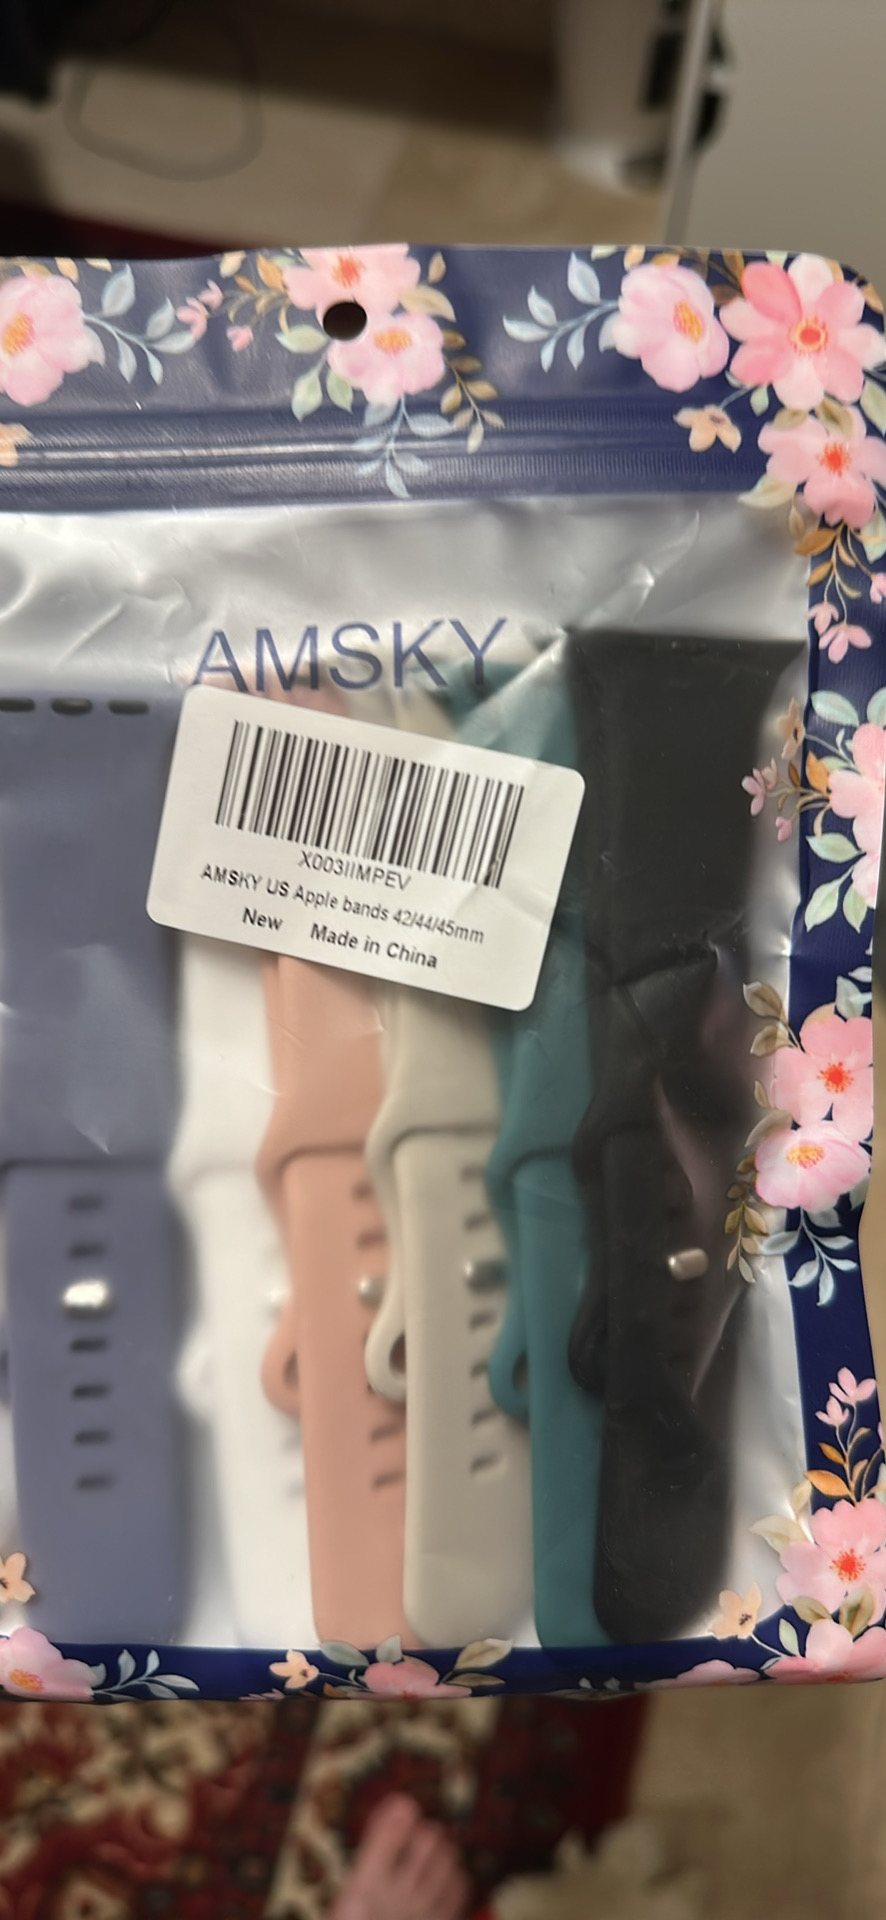 AMSKY
X003IIMPEV
AMSKY US Apple bands 42/44/45mm
New Made in China